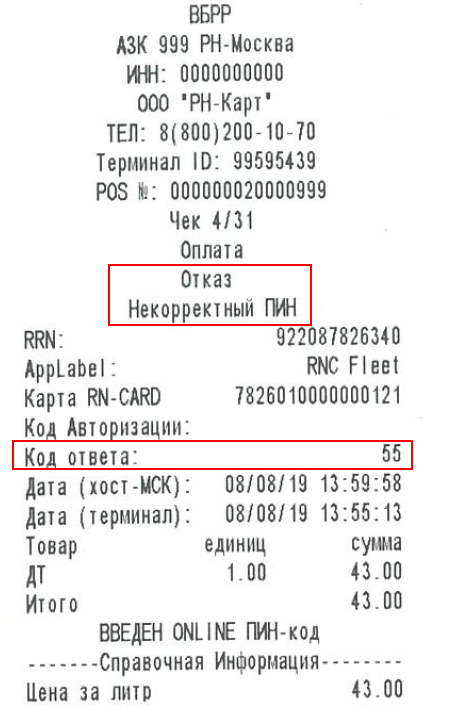 ВБРР
АЗК 999 РН-Москва
ИНН: 0000000000
ООО "РН-Карт"
ТЕЛ: 8(800)200-10-70
Терминал ID: 99595439
POS №: 000000020000999
Чек 4/31
Оплата
Отказ
Некорректный ПИН
RRN: 922087826340
AppLabel: RNC Fleet
Карта RN-CARD 7826010000000121
Код Авторизации:
Код ответа: 55
Дата (хост-МСК): 08/08/19 13:59:58
Дата (терминал): 08/08/19 13:55:13
Товар единиц сумма
ДТ 1.00 43.00
Итого 43.00
ВВЕДЕН ONLINE ПИН-код
-------Справочная Информация--------
Цена за литр 43.00